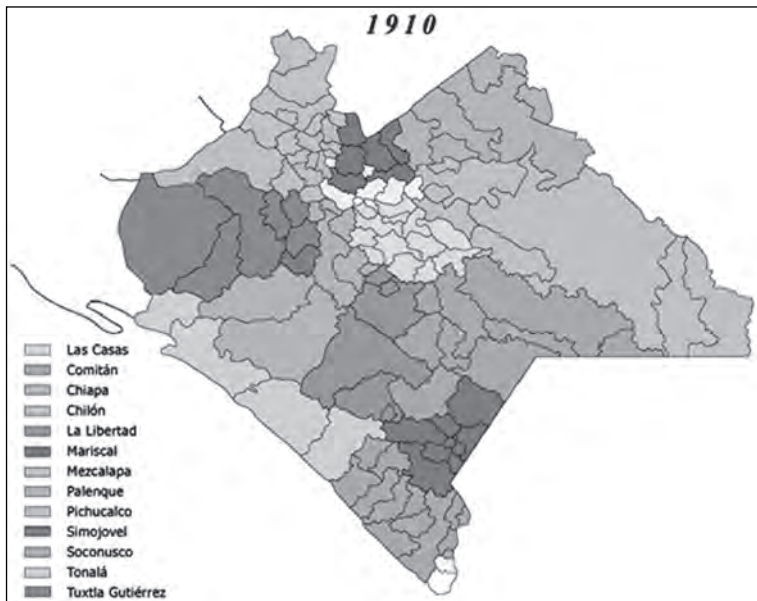 1910
Las Casas
Comitán
Chiapa
Chilón
La Libertad
Mariscal
Mezcalapa
Palenque
Pichucalco
Simojovel
Soconusco
Tonalá
Tuxtla Gutiérrez